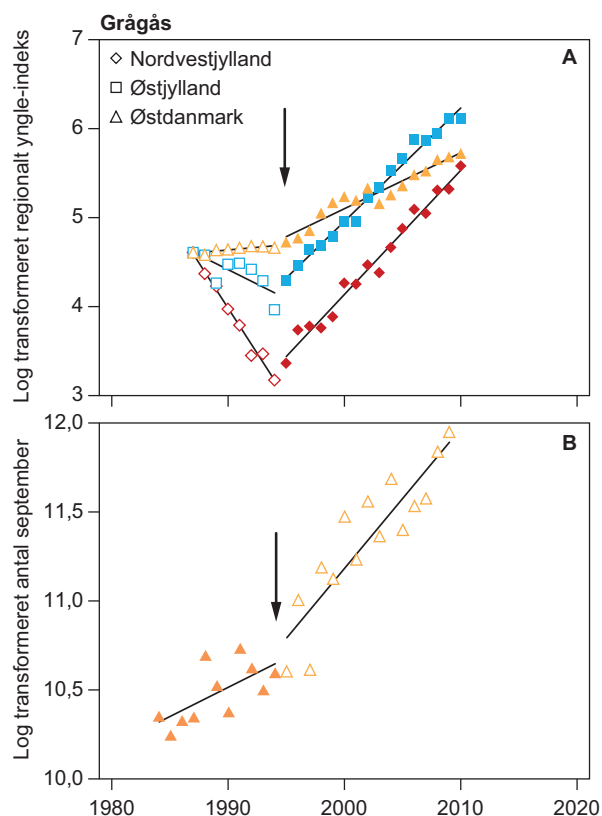 Grågås
A
Nordvestjylland
Østjylland
Østdanmark
Log transformeret regionalt yngle-indeks
7
6
5
4
3
B
Log transformeret antal september
12,0
11,5
11,0
10,5
10,0
1980 1990 2000 2010 2020